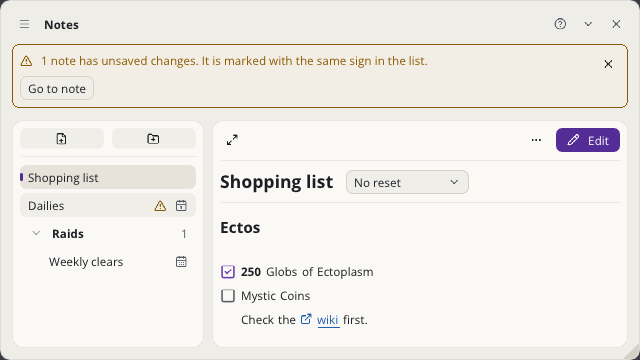 Notes
1 note has unsaved changes. It is marked with the same sign in the list.
Go to note
Edit
Shopping list
Dailies
Raids 1
Weekly clears
Shopping list No reset
Ectos
250 Globs of Ectoplasm
Mystic Coins
Check the wiki first.